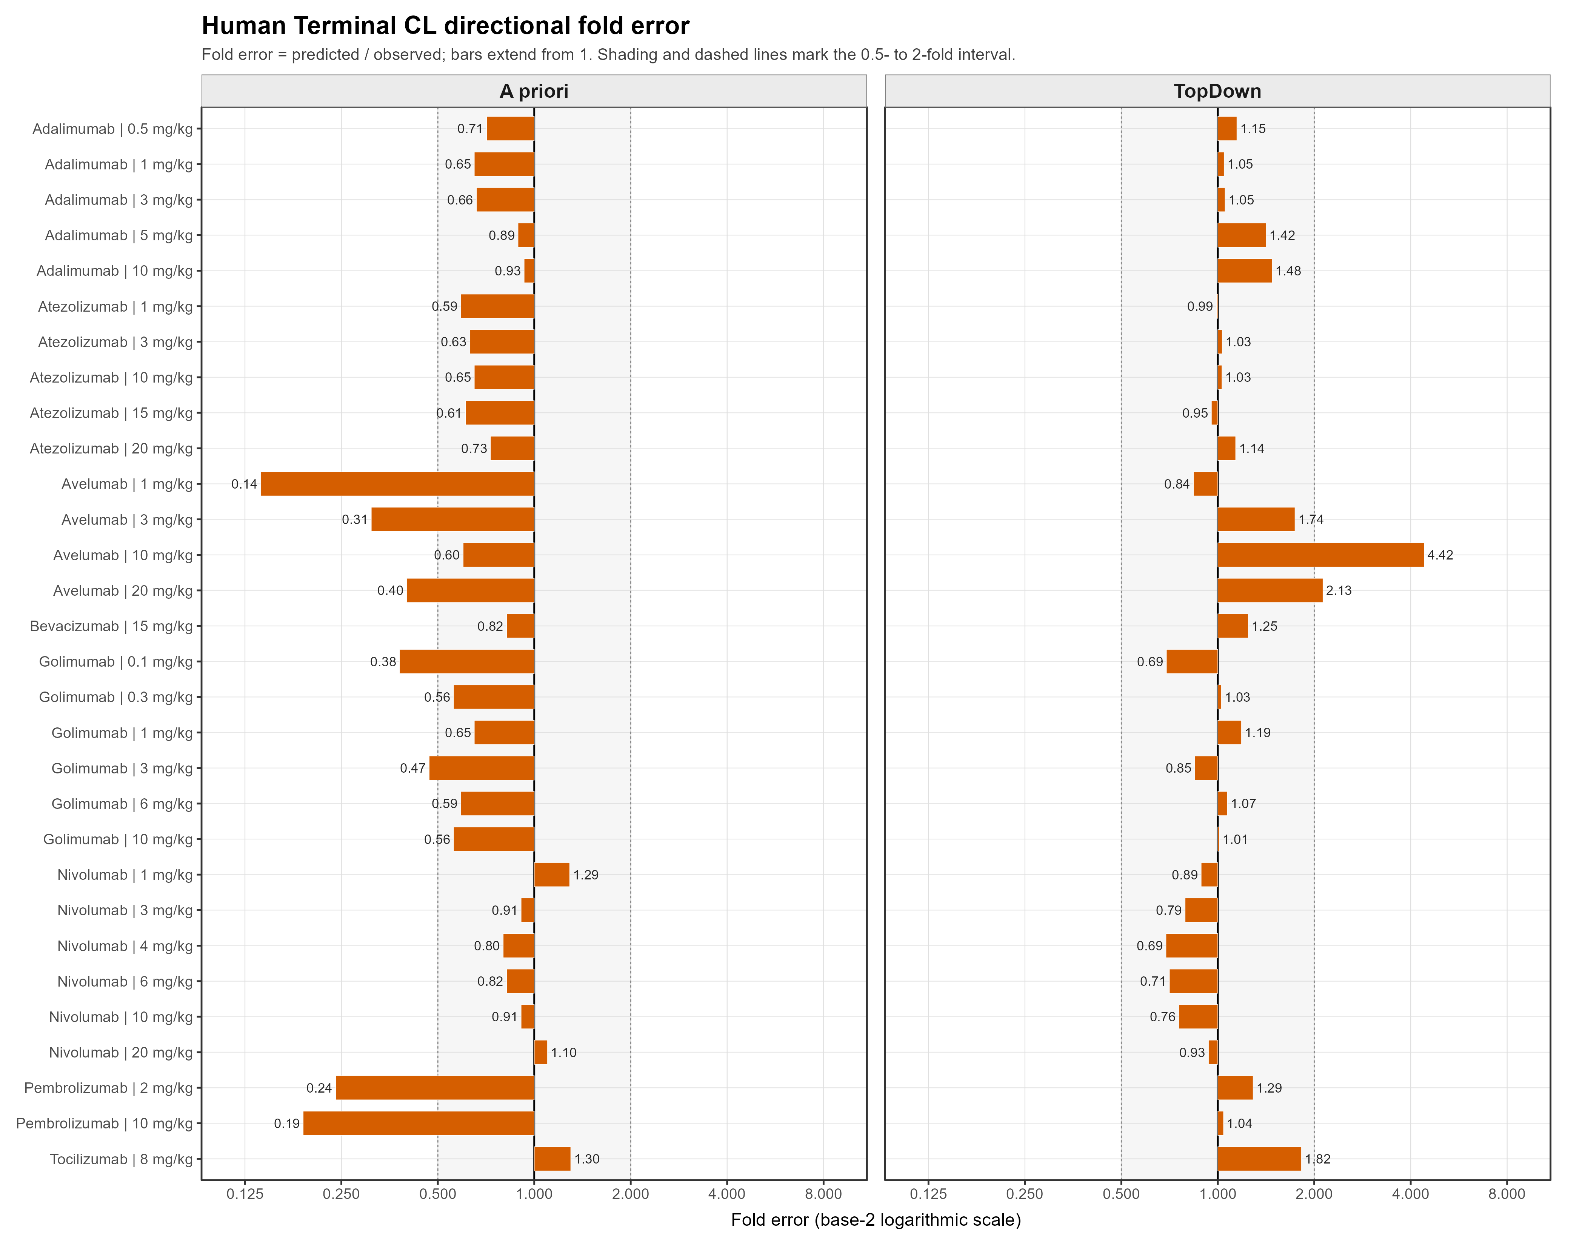 Human Terminal CL directional fold error
Fold error = predicted / observed; bars extend from 1. Shading and dashed lines mark the 0.5- to 2-fold interval.
A priori TopDown
Adalimumab | 0.5 mg/kg 0.71 1.15
Adalimumab | 1 mg/kg 0.65 1.05
Adalimumab | 3 mg/kg 0.66 1.05
Adalimumab | 5 mg/kg 0.89 1.42
Adalimumab | 10 mg/kg 0.93 1.48
Atezolizumab | 1 mg/kg 0.59 0.99
Atezolizumab | 3 mg/kg 0.63 1.03
Atezolizumab | 10 mg/kg 0.65 1.03
Atezolizumab | 15 mg/kg 0.61 0.95
Atezolizumab | 20 mg/kg 0.73 1.14
Avelumab | 1 mg/kg 0.14 0.84
Avelumab | 3 mg/kg 0.31 1.74
Avelumab | 10 mg/kg 0.60 4.42
Avelumab | 20 mg/kg 0.40 2.13
Bevacizumab | 15 mg/kg 0.82 1.25
Golimumab | 0.1 mg/kg 0.38 0.69
Golimumab | 0.3 mg/kg 0.56 1.03
Golimumab | 1 mg/kg 0.65 1.19
Golimumab | 3 mg/kg 0.47 0.85
Golimumab | 6 mg/kg 0.59 1.07
Golimumab | 10 mg/kg 0.56 1.01
Nivolumab | 1 mg/kg 1.29 0.89
Nivolumab | 3 mg/kg 0.91 0.79
Nivolumab | 4 mg/kg 0.80 0.69
Nivolumab | 6 mg/kg 0.82 0.71
Nivolumab | 10 mg/kg 0.91 0.76
Nivolumab | 20 mg/kg 1.10 0.93
Pembrolizumab | 2 mg/kg 0.24 1.29
Pembrolizumab | 10 mg/kg 0.19 1.04
Tocilizumab | 8 mg/kg 1.30 1.82
0.125 0.250 0.500 1.000 2.000 4.000 8.000 0.125 0.250 0.500 1.000 2.000 4.000 8.000
Fold error (base-2 logarithmic scale)